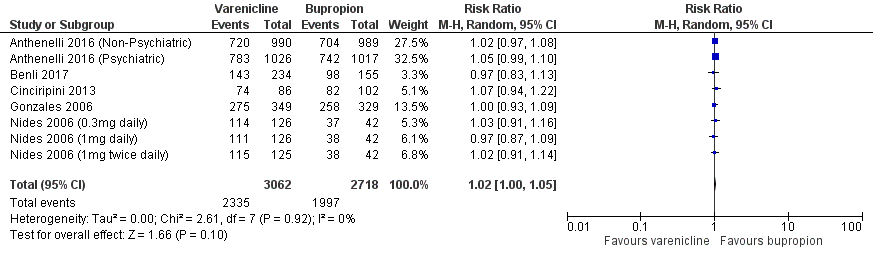 Varenicline Bupropion Risk Ratio Risk Ratio
Study or Subgroup Events Total Events Total Weight M-H, Random, 95% CI M-H, Random, 95% CI
Anthenelli 2016 (Non-Psychiatric) 720 990 704 989 27.5% 1.02 [0.97, 1.08]
Anthenelli 2016 (Psychiatric) 783 1026 742 1017 32.5% 1.05 [0.99, 1.10]
Benli 2017 143 234 98 155 3.3% 0.97 [0.83, 1.13]
Cinciripini 2013 74 86 82 102 5.1% 1.07 [0.94, 1.22]
Gonzales 2006 275 349 258 329 13.5% 1.00 [0.93, 1.09]
Nides 2006 (0.3mg daily) 114 126 37 42 5.3% 1.03 [0.91, 1.16]
Nides 2006 (1mg daily) 111 126 38 42 6.1% 0.97 [0.87, 1.09]
Nides 2006 (1mg twice daily) 115 125 38 42 6.8% 1.02 [0.91, 1.14]
Total (95% CI) 3062 2718 100.0% 1.02 [1.00, 1.05]
Total events 2335 1997
Heterogeneity: Tau² = 0.00; Chi² = 2.61, df = 7 (P = 0.92); I² = 0%
Test for overall effect: Z = 1.66 (P = 0.10)
0.01 0.1 1 10 100
Favours varenicline Favours bupropion